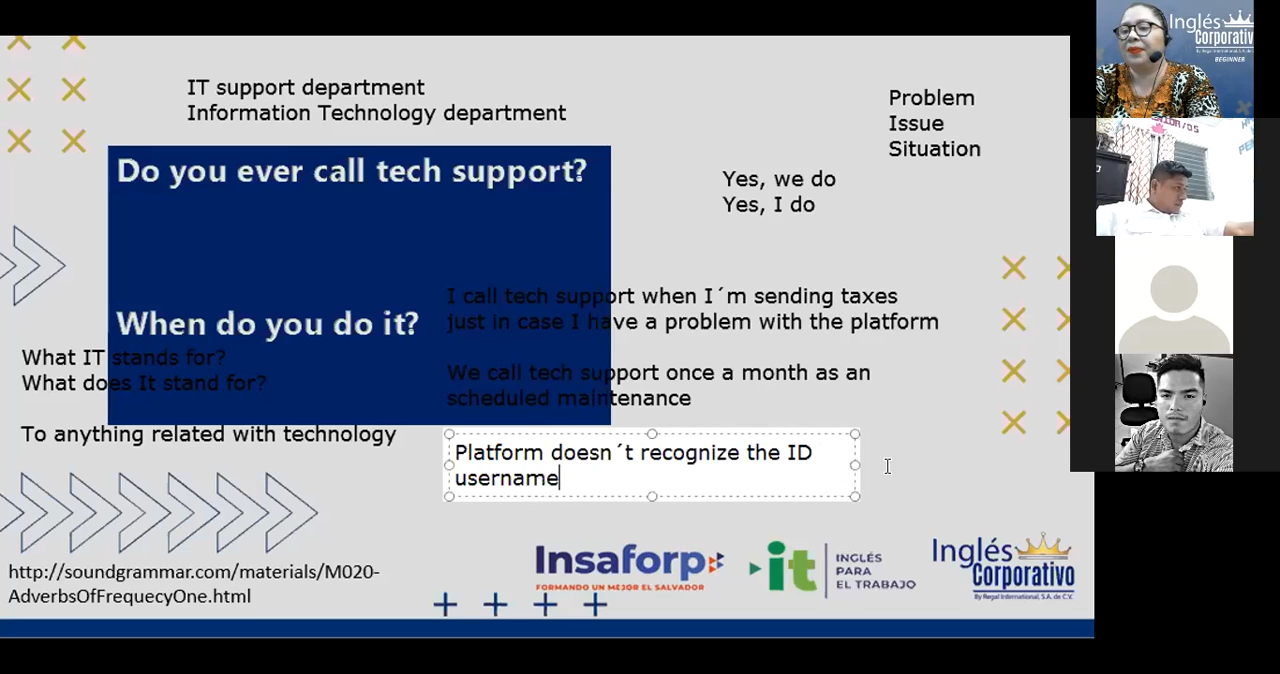 IT support department
Information Technology department
Problem
Issue
Situation
Do you ever call tech support?
Yes, we do
Yes, I do
I call tech support when I´m sending taxes
just in case I have a problem with the platform
When do you do it?
What IT stands for?
What does It stand for?
We call tech support once a month as an
scheduled maintenance
To anything related with technology
Platform doesn´t recognize the ID
username
http://soundgrammar.com/materials/M020-
AdverbsOfFrequecyOne.html
Insaforp
FORMANDO UN MEJOR EL SALVADOR
it
INGLÉS
PARA
EL TRABAJO
Inglés
Corporativo
By Regal International, S.A. de C.V.
Inglés
Corporativo
By Regal International, S.A. de C.V.
BEGINNER